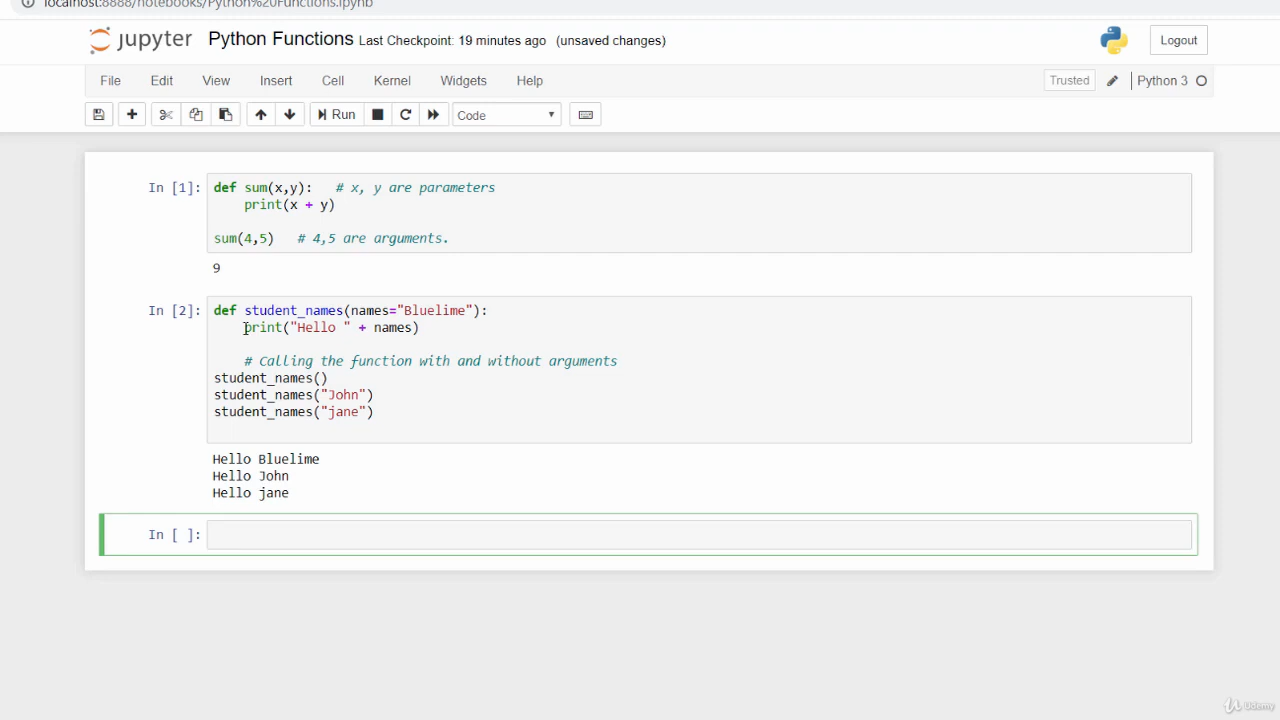 localhost:8888/notebooks/Python%20Functions.ipynb
jupyter Python Functions Last Checkpoint: 19 minutes ago (unsaved changes) Logout
File Edit View Insert Cell Kernel Widgets Help Trusted Python 3
Run Code
In [1]: def sum(x,y): # x, y are parameters
print(x + y)
sum(4,5) # 4,5 are arguments.
9
In [2]: def student_names(names="Bluelime"):
print("Hello " + names)
# Calling the function with and without arguments
student_names()
student_names("John")
student_names("jane")
Hello Bluelime
Hello John
Hello jane
In [ ]:
Udemy